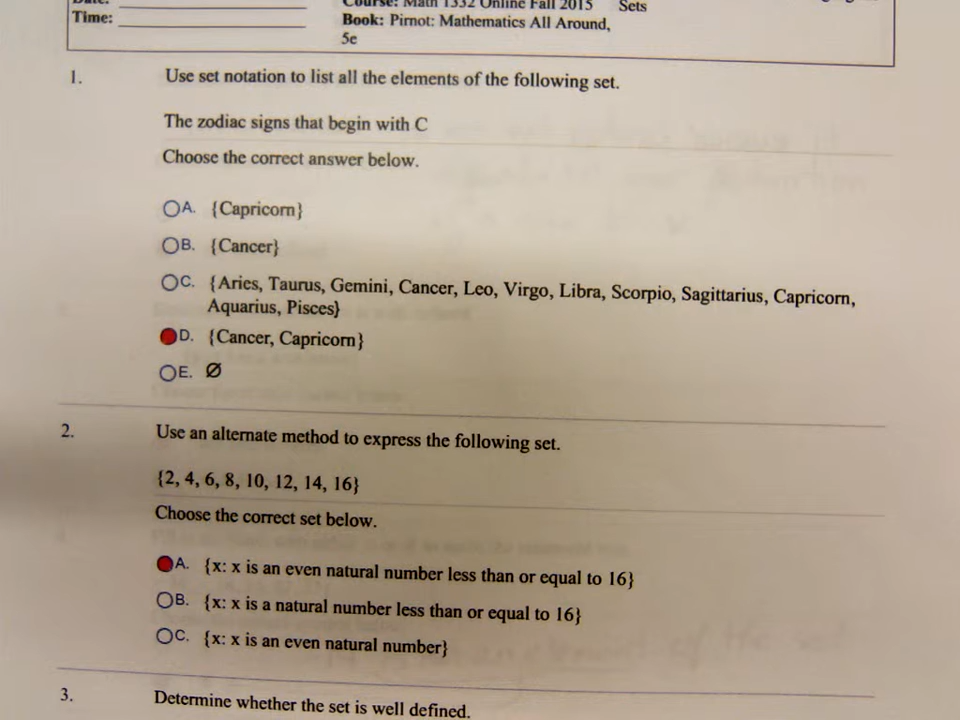 Time:
Course: Math 1332 Online Fall 2015 Sets
Book: Pirnot: Mathematics All Around,
5e
1. Use set notation to list all the elements of the following set.
The zodiac signs that begin with C
Choose the correct answer below.
A. {Capricorn}
B. {Cancer}
C. {Aries, Taurus, Gemini, Cancer, Leo, Virgo, Libra, Scorpio, Sagittarius, Capricorn,
Aquarius, Pisces}
D. {Cancer, Capricorn}
E. Ø
2. Use an alternate method to express the following set.
{2, 4, 6, 8, 10, 12, 14, 16}
Choose the correct set below.
A. {x: x is an even natural number less than or equal to 16}
B. {x: x is a natural number less than or equal to 16}
C. {x: x is an even natural number}
3. Determine whether the set is well defined.